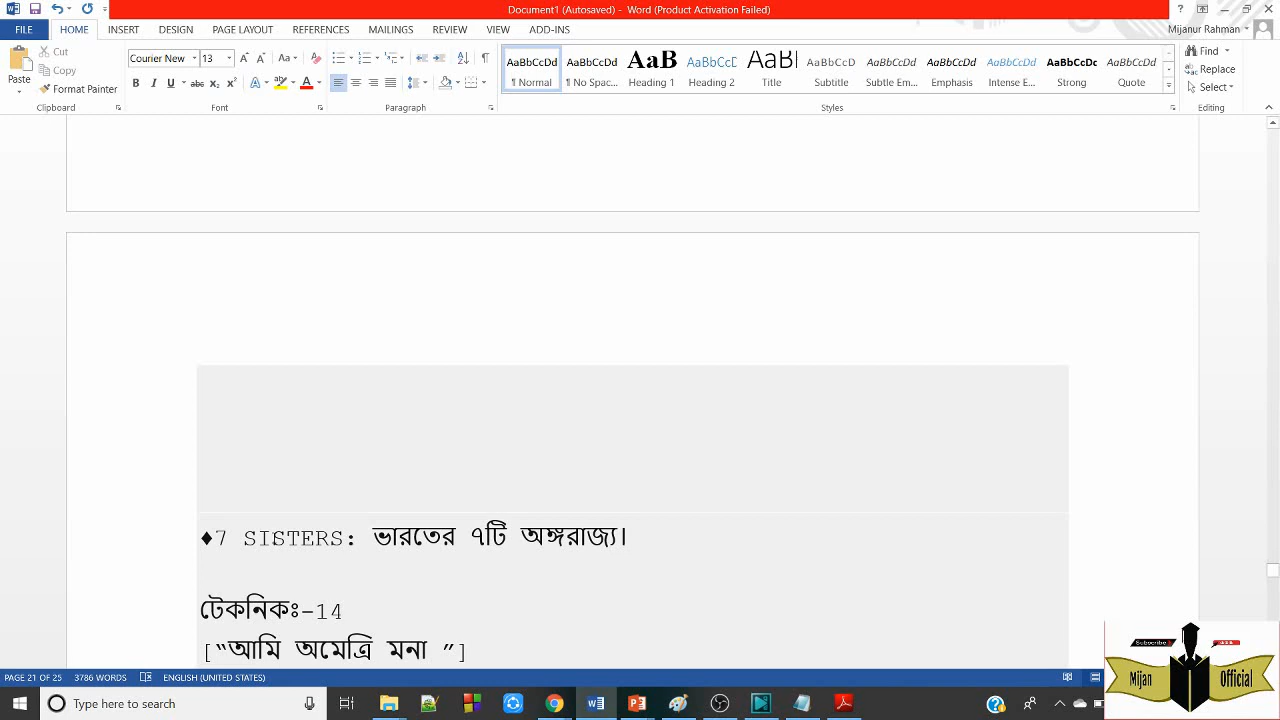 Document1 (Autosaved) - Word (Product Activation Failed)
FILE HOME INSERT DESIGN PAGE LAYOUT REFERENCES MAILINGS REVIEW VIEW ADD-INS Mijanur Rahman
Paste
Cut
Copy
Format Painter
Clipboard
Courier New 13
Font
Paragraph
AaBbCcDd AaBbCcDd AaB AaBbCcD AaBl AaBbCcD AaBbCcDd AaBbCcDd AaBbCcDd AaBbCcDc AaBbCcDd
¶ Normal ¶ No Spac... Heading 1 Heading 2 Title Subtitle Subtle Em... Emphasis Intense E... Strong Quote
Styles
Find
Replace
Select
Editing
♦7 SISTERS: ভারতের ৭টি অঙ্গরাজ্য।
টেকনিকঃ-14
[“আমি অমেত্রি মনা ”]
Subscribe
Mijan Official
PAGE 21 OF 25 3786 WORDS ENGLISH (UNITED STATES)
Type here to search